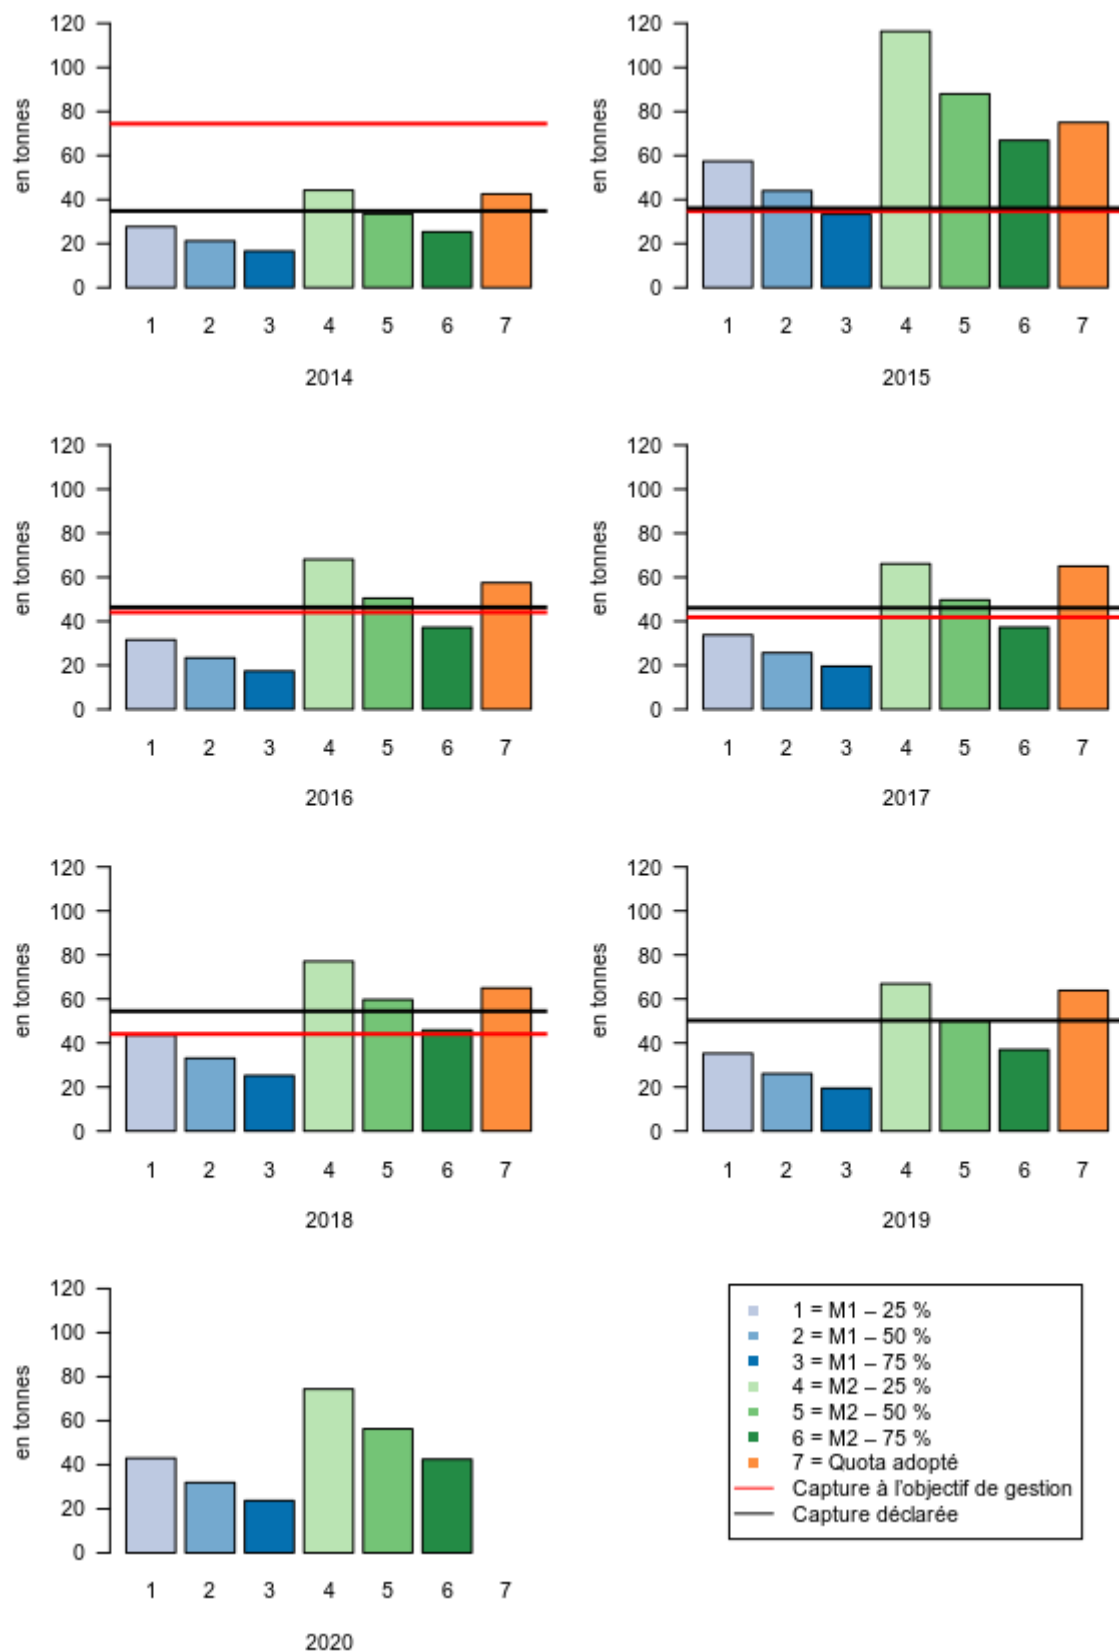 120
100
80
60
40
20
0
en tonnes
1 2 3 4 5 6 7
2014
120
100
80
60
40
20
0
en tonnes
1 2 3 4 5 6 7
2015
120
100
80
60
40
20
0
en tonnes
1 2 3 4 5 6 7
2016
120
100
80
60
40
20
0
en tonnes
1 2 3 4 5 6 7
2017
120
100
80
60
40
20
0
en tonnes
1 2 3 4 5 6 7
2018
120
100
80
60
40
20
0
en tonnes
1 2 3 4 5 6 7
2019
120
100
80
60
40
20
0
en tonnes
1 2 3 4 5 6 7
2020
1 = M1 – 25 %
2 = M1 – 50 %
3 = M1 – 75 %
4 = M2 – 25 %
5 = M2 – 50 %
6 = M2 – 75 %
7 = Quota adopté
Capture à l'objectif de gestion
Capture déclarée